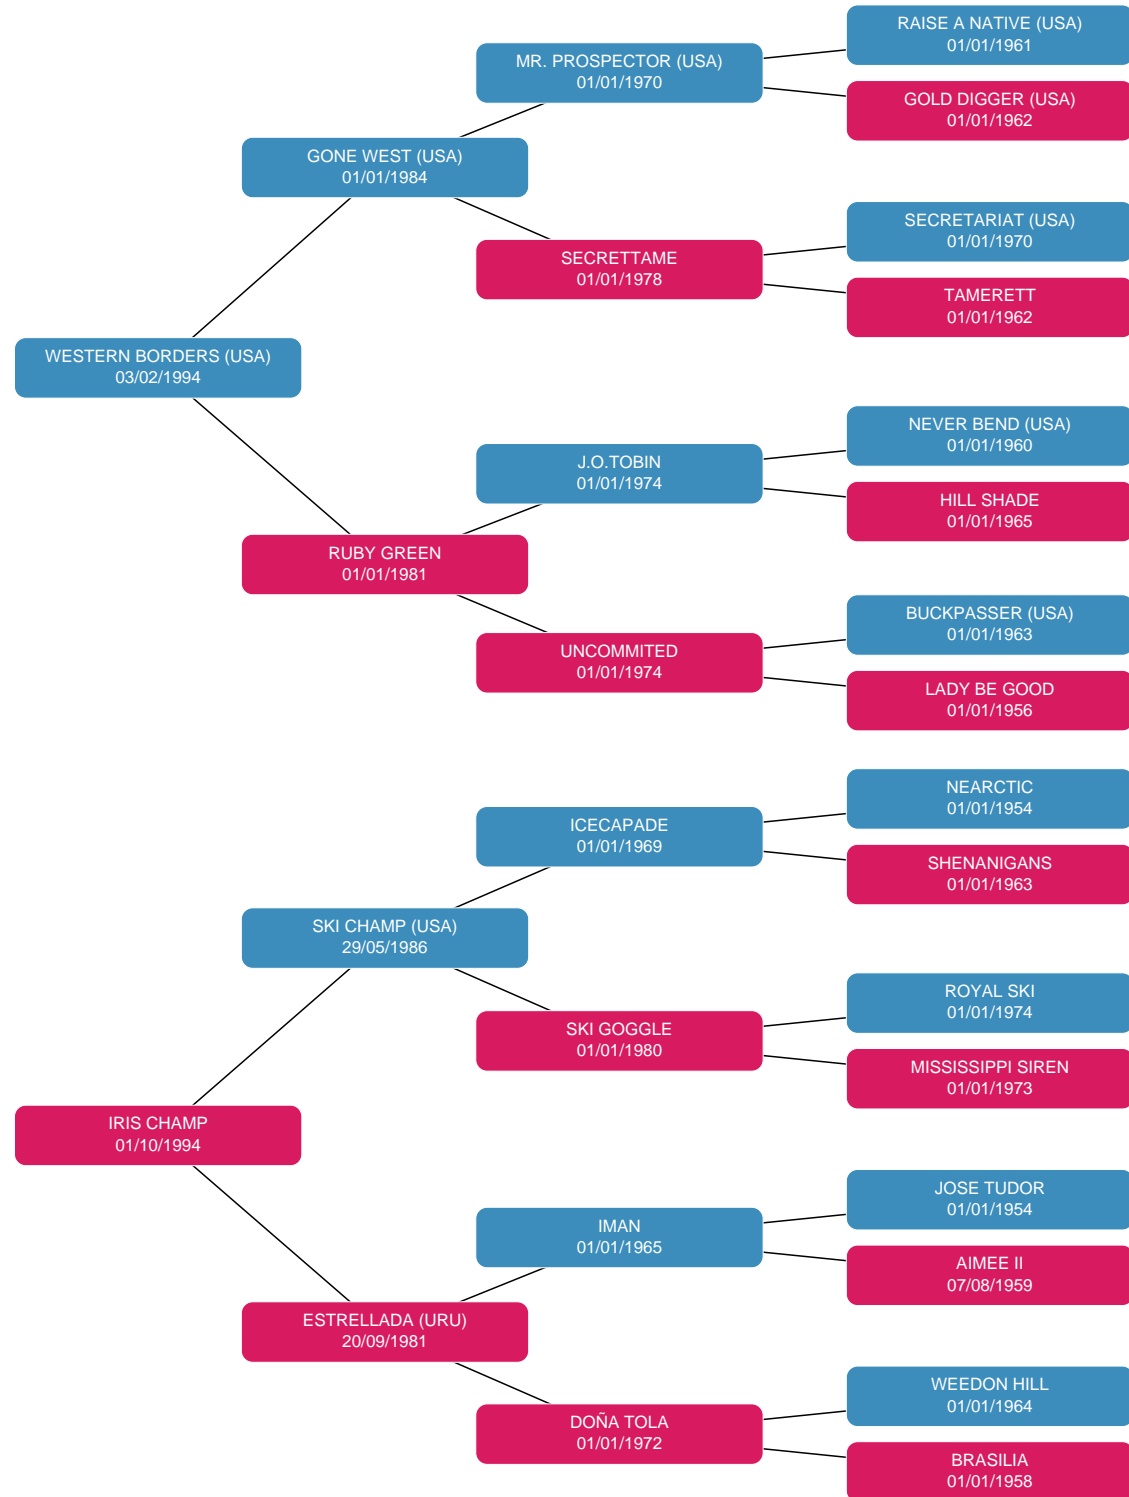 RAISE A NATIVE (USA)
01/01/1961
MR. PROSPECTOR (USA)
01/01/1970
GOLD DIGGER (USA)
01/01/1962
GONE WEST (USA)
01/01/1984
SECRETARIAT (USA)
01/01/1970
SECRETTAME
01/01/1978
TAMERETT
01/01/1962
WESTERN BORDERS (USA)
03/02/1994
NEVER BEND (USA)
01/01/1960
J.O.TOBIN
01/01/1974
HILL SHADE
01/01/1965
RUBY GREEN
01/01/1981
BUCKPASSER (USA)
01/01/1963
UNCOMMITED
01/01/1974
LADY BE GOOD
01/01/1956
NEARCTIC
01/01/1954
ICECAPADE
01/01/1969
SHENANIGANS
01/01/1963
SKI CHAMP (USA)
29/05/1986
ROYAL SKI
01/01/1974
SKI GOGGLE
01/01/1980
MISSISSIPPI SIREN
01/01/1973
IRIS CHAMP
01/10/1994
JOSE TUDOR
01/01/1954
IMAN
01/01/1965
AIMEE II
07/08/1959
ESTRELLADA (URU)
20/09/1981
WEEDON HILL
01/01/1964
DOÑA TOLA
01/01/1972
BRASILIA
01/01/1958